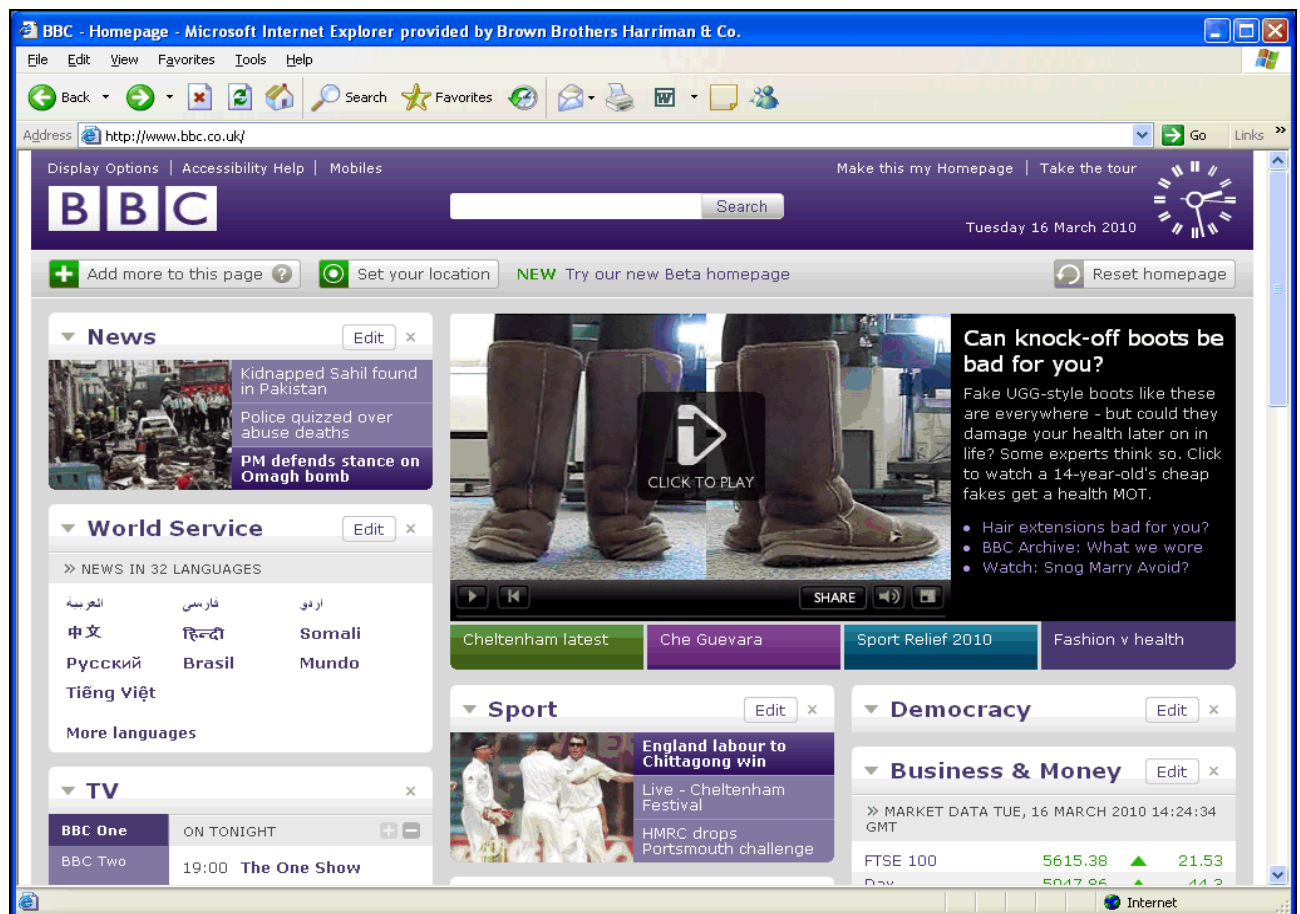 BBC - Homepage - Microsoft Internet Explorer provided by Brown Brothers Harriman & Co.
File Edit View Favorites Tools Help
Back Search Favorites
Address http://www.bbc.co.uk/ Go Links »
Display Options | Accessibility Help | Mobiles
Make this my Homepage | Take the tour
BBC
Search
Tuesday 16 March 2010
Add more to this page ?
Set your location
NEW Try our new Beta homepage
Reset homepage
News Edit ×
Kidnapped Sahil found
in Pakistan
Police quizzed over
abuse deaths
PM defends stance on
Omagh bomb
CLICK TO PLAY
SHARE
Can knock-off boots be
bad for you?
Fake UGG-style boots like these
are everywhere - but could they
damage your health later on in
life? Some experts think so. Click
to watch a 14-year-old's cheap
fakes get a health MOT.
• Hair extensions bad for you?
• BBC Archive: What we wore
• Watch: Snog Marry Avoid?
Cheltenham latest
Che Guevara
Sport Relief 2010
Fashion v health
World Service Edit ×
» NEWS IN 32 LANGUAGES
العربية فارسی اردو
中文 हिन्दी Somali
Русский Brasil Mundo
Tiếng Việt
More languages
TV ×
BBC One
BBC Two
ON TONIGHT
19:00 The One Show
Sport Edit ×
England labour to
Chittagong win
Live - Cheltenham
Festival
HMRC drops
Portsmouth challenge
Democracy Edit ×
Business & Money Edit ×
» MARKET DATA TUE, 16 MARCH 2010 14:24:34
GMT
FTSE 100 5615.38 21.53
Internet